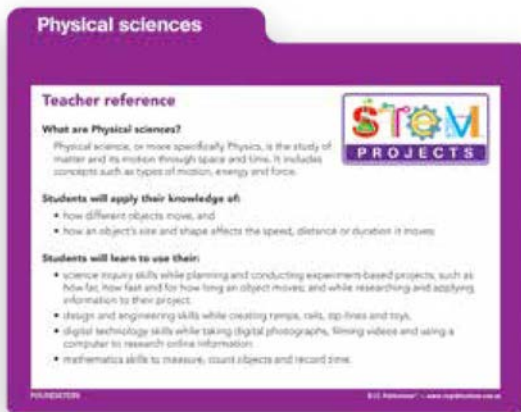 Physical sciences
Teacher reference
STEM
PROJECTS
What are Physical sciences?
Physical science, or more specifically Physics, is the study of
matter and its motion through space and time. It includes
concepts such as types of motion, energy and force.
Students will apply their knowledge of:
• how different objects move, and
• how an object's size and shape affects the speed, distance or duration it moves.
Students will learn to use their:
• science inquiry skills while planning and conducting experiment-based projects, such as
how far, how fast and for how long an object moves; and while researching and applying
information to their project.
• design and engineering skills while creating ramps, rails, zip-lines and toys.
• digital technology skills while taking digital photographs, filming videos and using a
computer to research online information.
• mathematics skills to measure, count objects and record time.
FOUNDATION